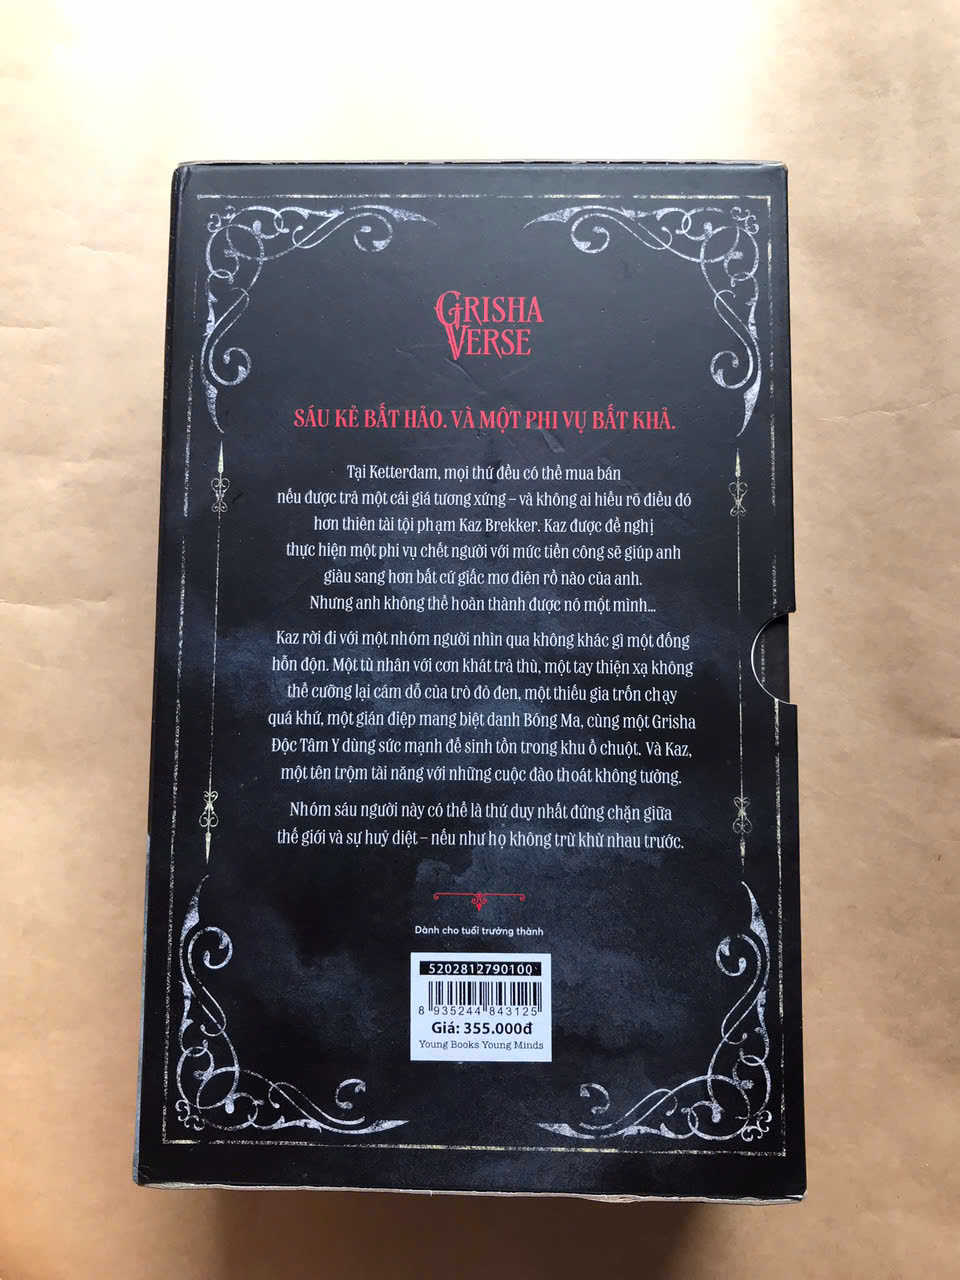 GRISHA
VERSE
SÁU KẺ BẤT HẢO. VÀ MỘT PHI VỤ BẤT KHẢ.
Tại Ketterdam, mọi thứ đều có thể mua bán
nếu được trả một cái giá tương xứng – và không ai hiểu rõ điều đó
hơn thiên tài tội phạm Kaz Brekker. Kaz được đề nghị
thực hiện một phi vụ chết người với mức tiền công sẽ giúp anh
giàu sang hơn bất cứ giấc mơ điên rồ nào của anh.
Nhưng anh không thể hoàn thành được nó một mình...
Kaz rời đi với một nhóm người nhìn qua không khác gì một đống
hỗn độn. Một tù nhân với cơn khát trả thù, một tay thiện xạ không
thể cưỡng lại cám dỗ của trò đỏ đen, một thiếu gia trốn chạy
quá khứ, một gián điệp mang biệt danh Bóng Ma, cùng một Grisha
Độc Tâm Y dùng sức mạnh để sinh tồn trong khu ổ chuột. Và Kaz,
một tên trộm tài năng với những cuộc đào thoát không tưởng.
Nhóm sáu người này có thể là thứ duy nhất đứng chặn giữa
thế giới và sự huỷ diệt – nếu như họ không trừ khử nhau trước.
Dành cho tuổi trưởng thành
5202812790100
8 935244 843125
Giá: 355.000đ
Young Books Young Minds